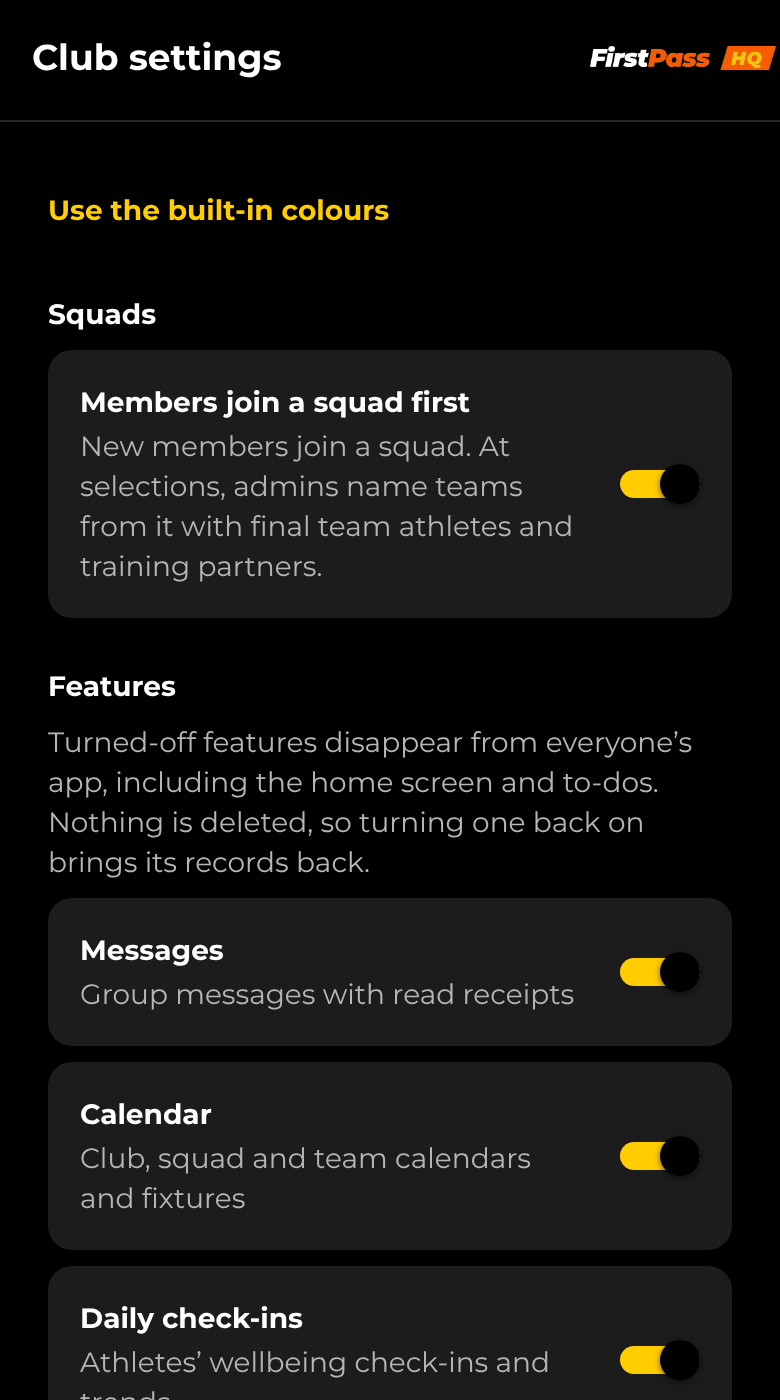 Club settings
FirstPass HQ
Use the built-in colours
Squads
Members join a squad first
New members join a squad. At
selections, admins name teams
from it with final team athletes and
training partners.
Features
Turned-off features disappear from everyone’s
app, including the home screen and to-dos.
Nothing is deleted, so turning one back on
brings its records back.
Messages
Group messages with read receipts
Calendar
Club, squad and team calendars
and fixtures
Daily check-ins
Athletes’ wellbeing check-ins and
trends